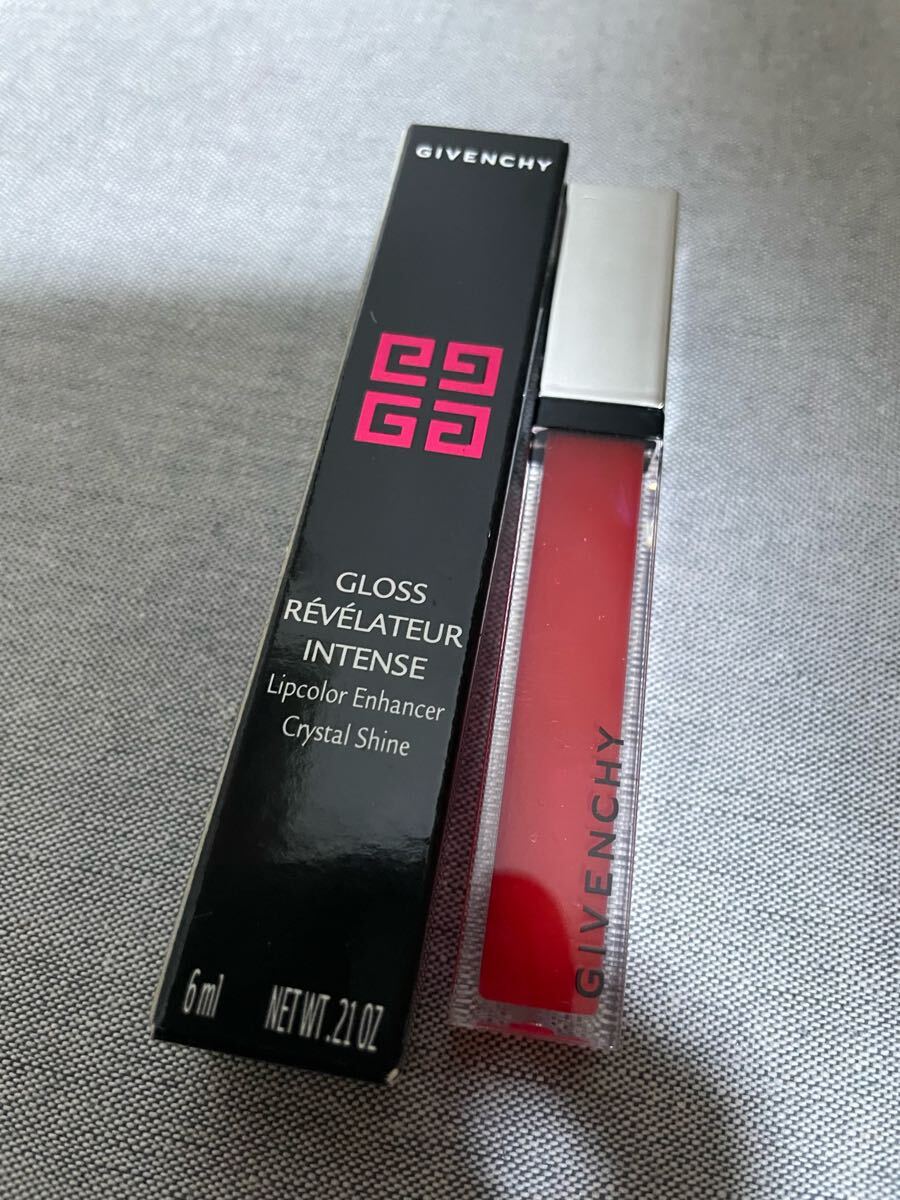 GIVENCHY
GLOSS
RÉVÉLATEUR
INTENSE
Lipcolor Enhancer
Crystal Shine
6 ml NET WT .21 OZ
GIVENCHY